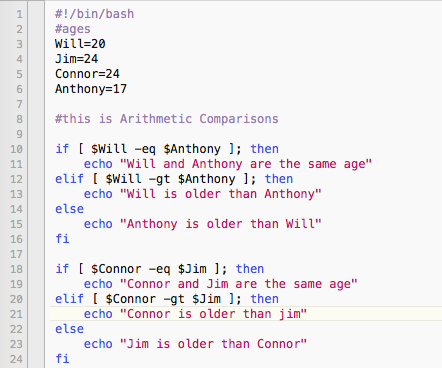 1 #!/bin/bash
2 #ages
3 Will=20
4 Jim=24
5 Connor=24
6 Anthony=17
7
8 #this is Arithmetic Comparisons
9
10 if [ $Will -eq $Anthony ]; then
11     echo "Will and Anthony are the same age"
12 elif [ $Will -gt $Anthony ]; then
13     echo "Will is older than Anthony"
14 else
15     echo "Anthony is older than Will"
16 fi
17
18 if [ $Connor -eq $Jim ]; then
19     echo "Connor and Jim are the same age"
20 elif [ $Connor -gt $Jim ]; then
21     echo "Connor is older than jim"
22 else
23     echo "Jim is older than Connor"
24 fi